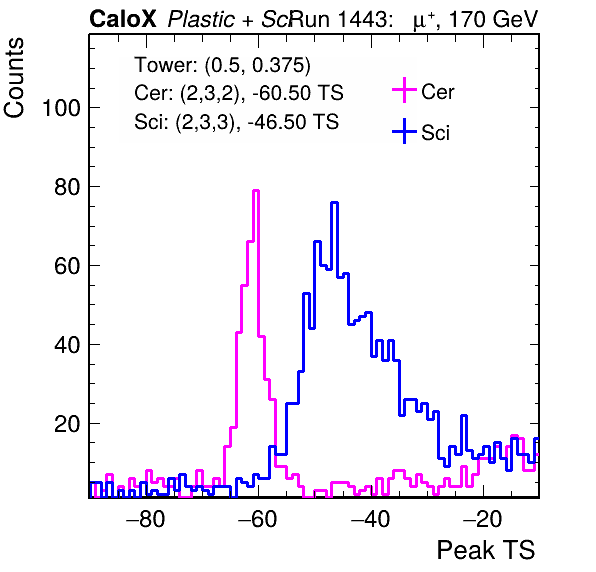 CaloX Plastic + Sci Run 1443: μ⁺, 170 GeV
Tower: (0.5, 0.375)
Cer: (2,3,2), -60.50 TS
Sci: (2,3,3), -46.50 TS
Cer
Sci
Counts
100
80
60
40
20
−80 −60 −40 −20
Peak TS